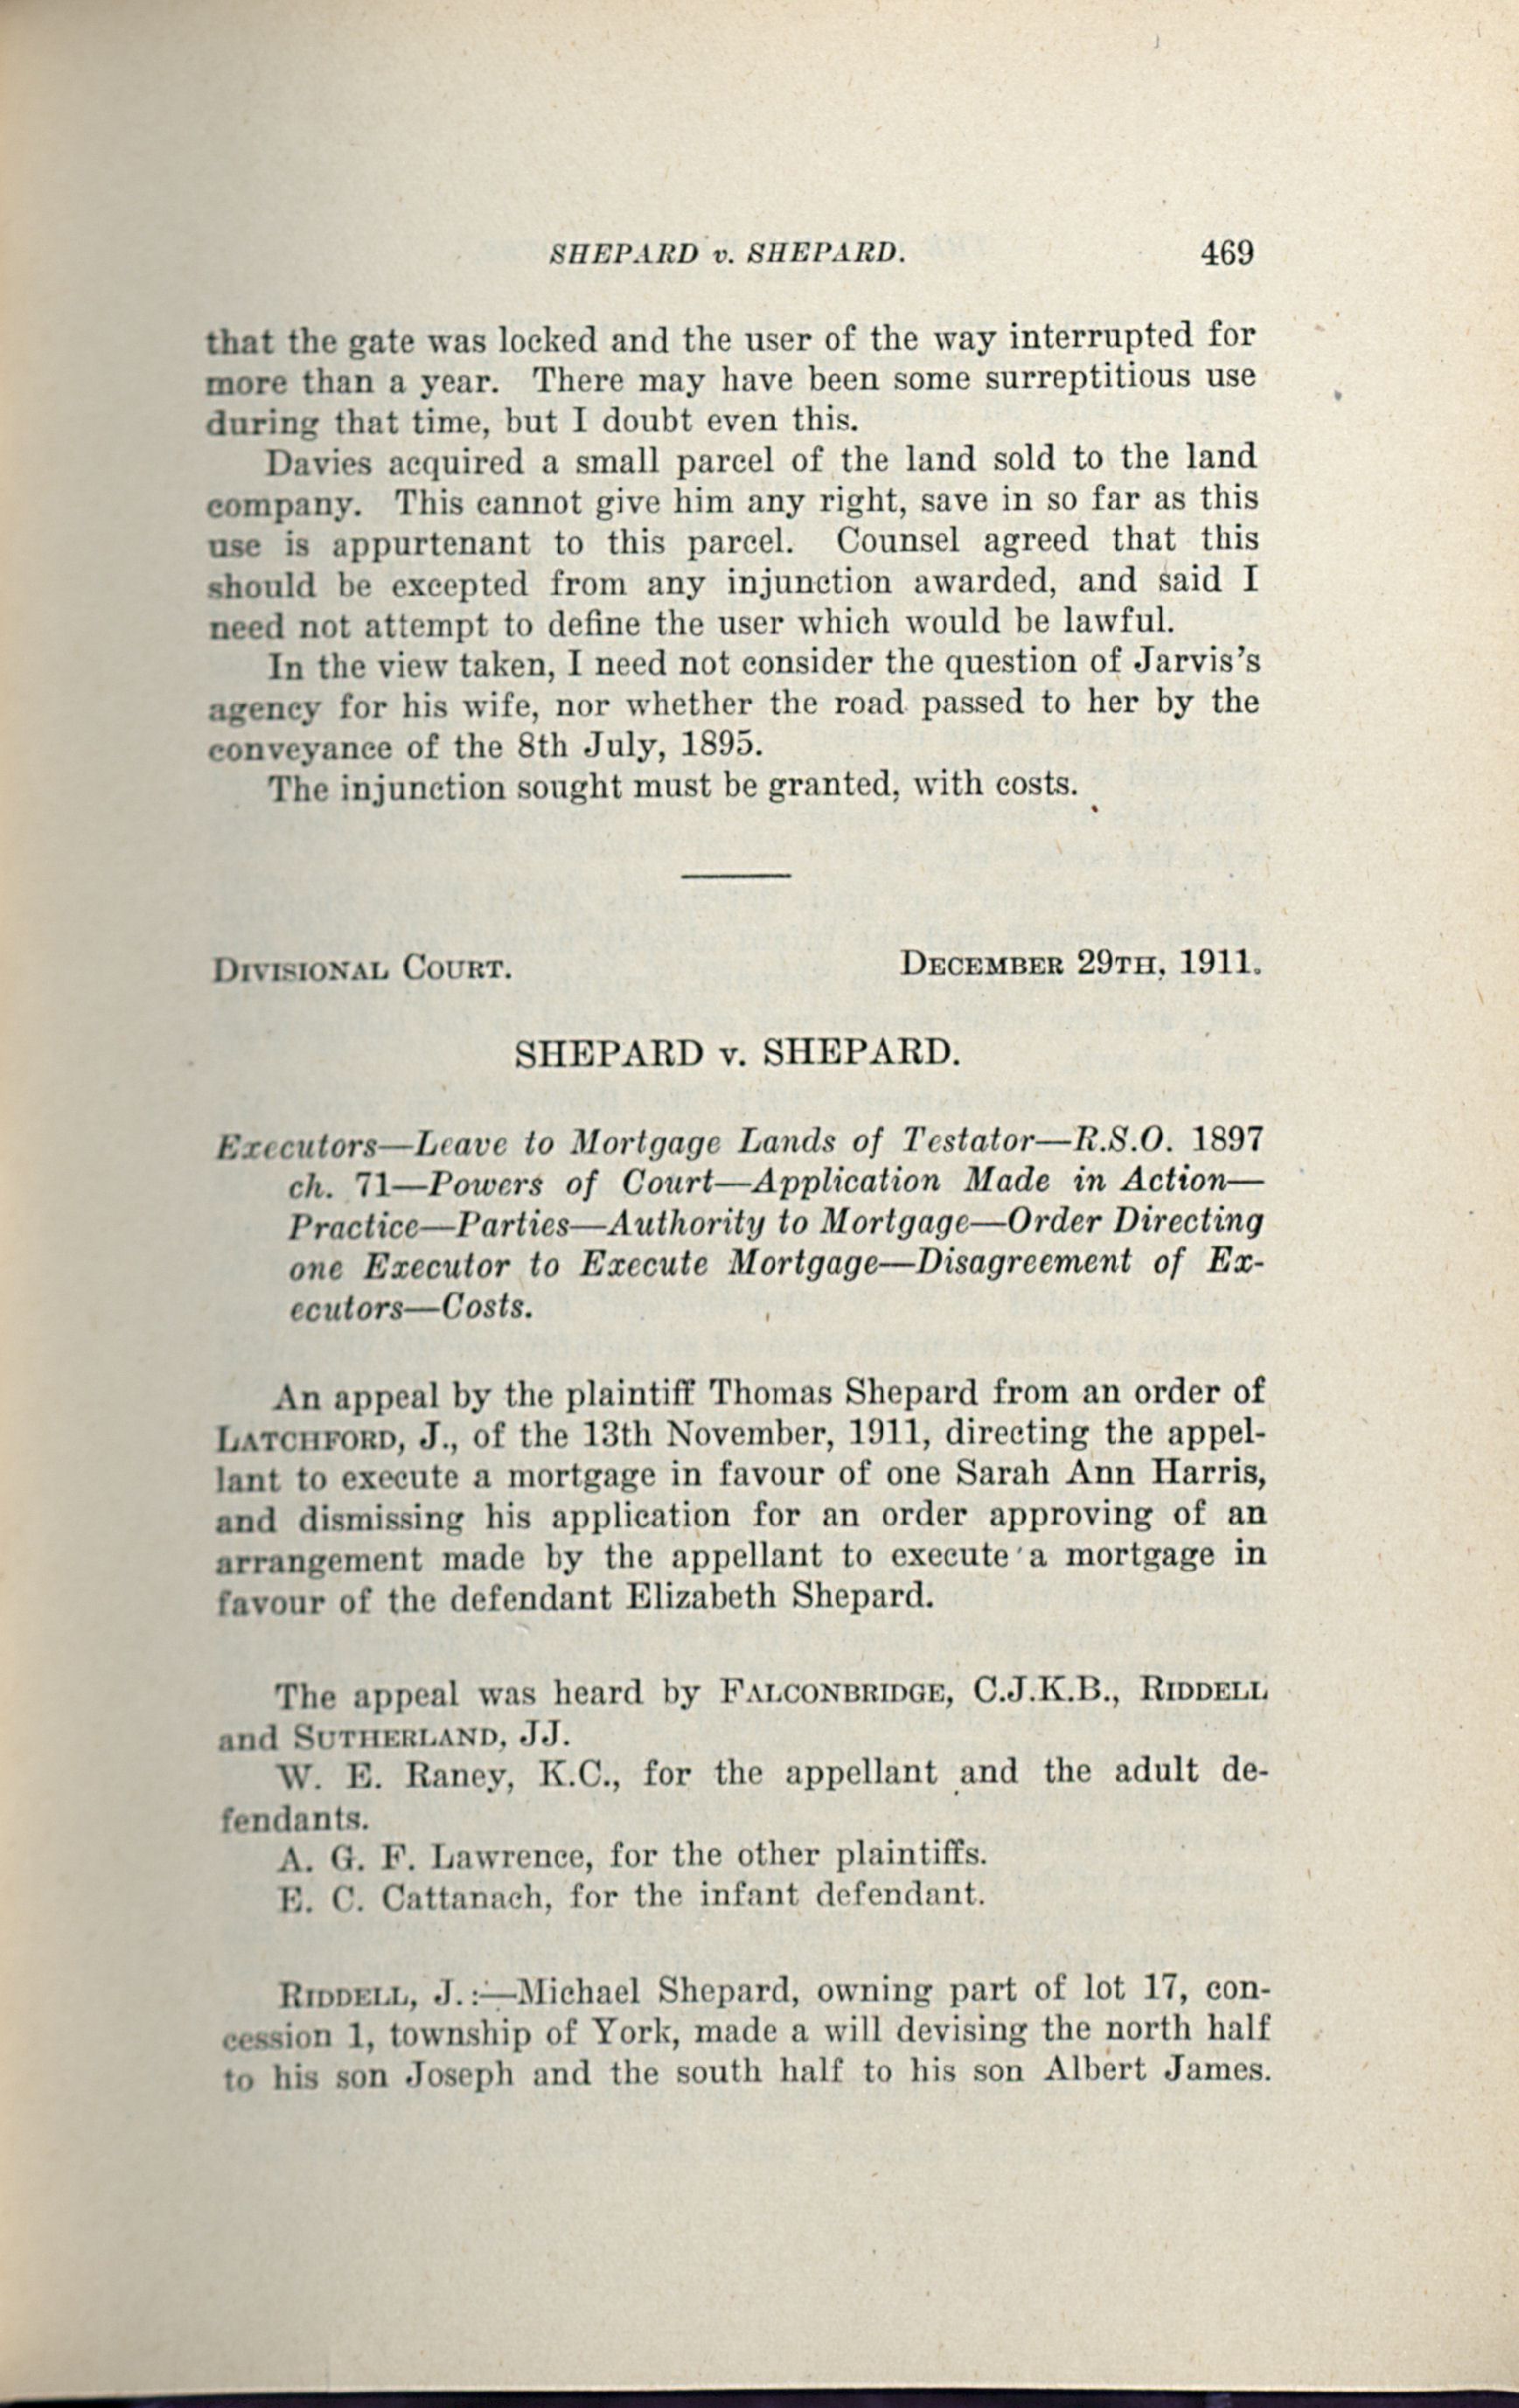 SHEPARD v. SHEPARD. 469
that the gate was locked and the user of the way interrupted for
more than a year. There may have been some surreptitious use
during that time, but I doubt even this.
Davies acquired a small parcel of the land sold to the land
company. This cannot give him any right, save in so far as this
use is appurtenant to this parcel. Counsel agreed that this
should be excepted from any injunction awarded, and said I
need not attempt to define the user which would be lawful.
In the view taken, I need not consider the question of Jarvis's
agency for his wife, nor whether the road passed to her by the
conveyance of the 8th July, 1895.
The injunction sought must be granted, with costs.
DIVISIONAL COURT. DECEMBER 29TH, 1911.
SHEPARD v. SHEPARD.
Executors—Leave to Mortgage Lands of Testator—R.S.O. 1897
ch. 71—Powers of Court—Application Made in Action—
Practice—Parties—Authority to Mortgage—Order Directing
one Executor to Execute Mortgage—Disagreement of Ex-
ecutors—Costs.
An appeal by the plaintiff Thomas Shepard from an order of
LATCHFORD, J., of the 13th November, 1911, directing the appel-
lant to execute a mortgage in favour of one Sarah Ann Harris,
and dismissing his application for an order approving of an
arrangement made by the appellant to execute a mortgage in
favour of the defendant Elizabeth Shepard.
The appeal was heard by FALCONBRIDGE, C.J.K.B., RIDDELL
and SUTHERLAND, JJ.
W. E. Raney, K.C., for the appellant and the adult de-
fendants.
A. G. F. Lawrence, for the other plaintiffs.
E. C. Cattanach, for the infant defendant.
RIDDELL, J.:—Michael Shepard, owning part of lot 17, con-
cession 1, township of York, made a will devising the north half
to his son Joseph and the south half to his son Albert James.